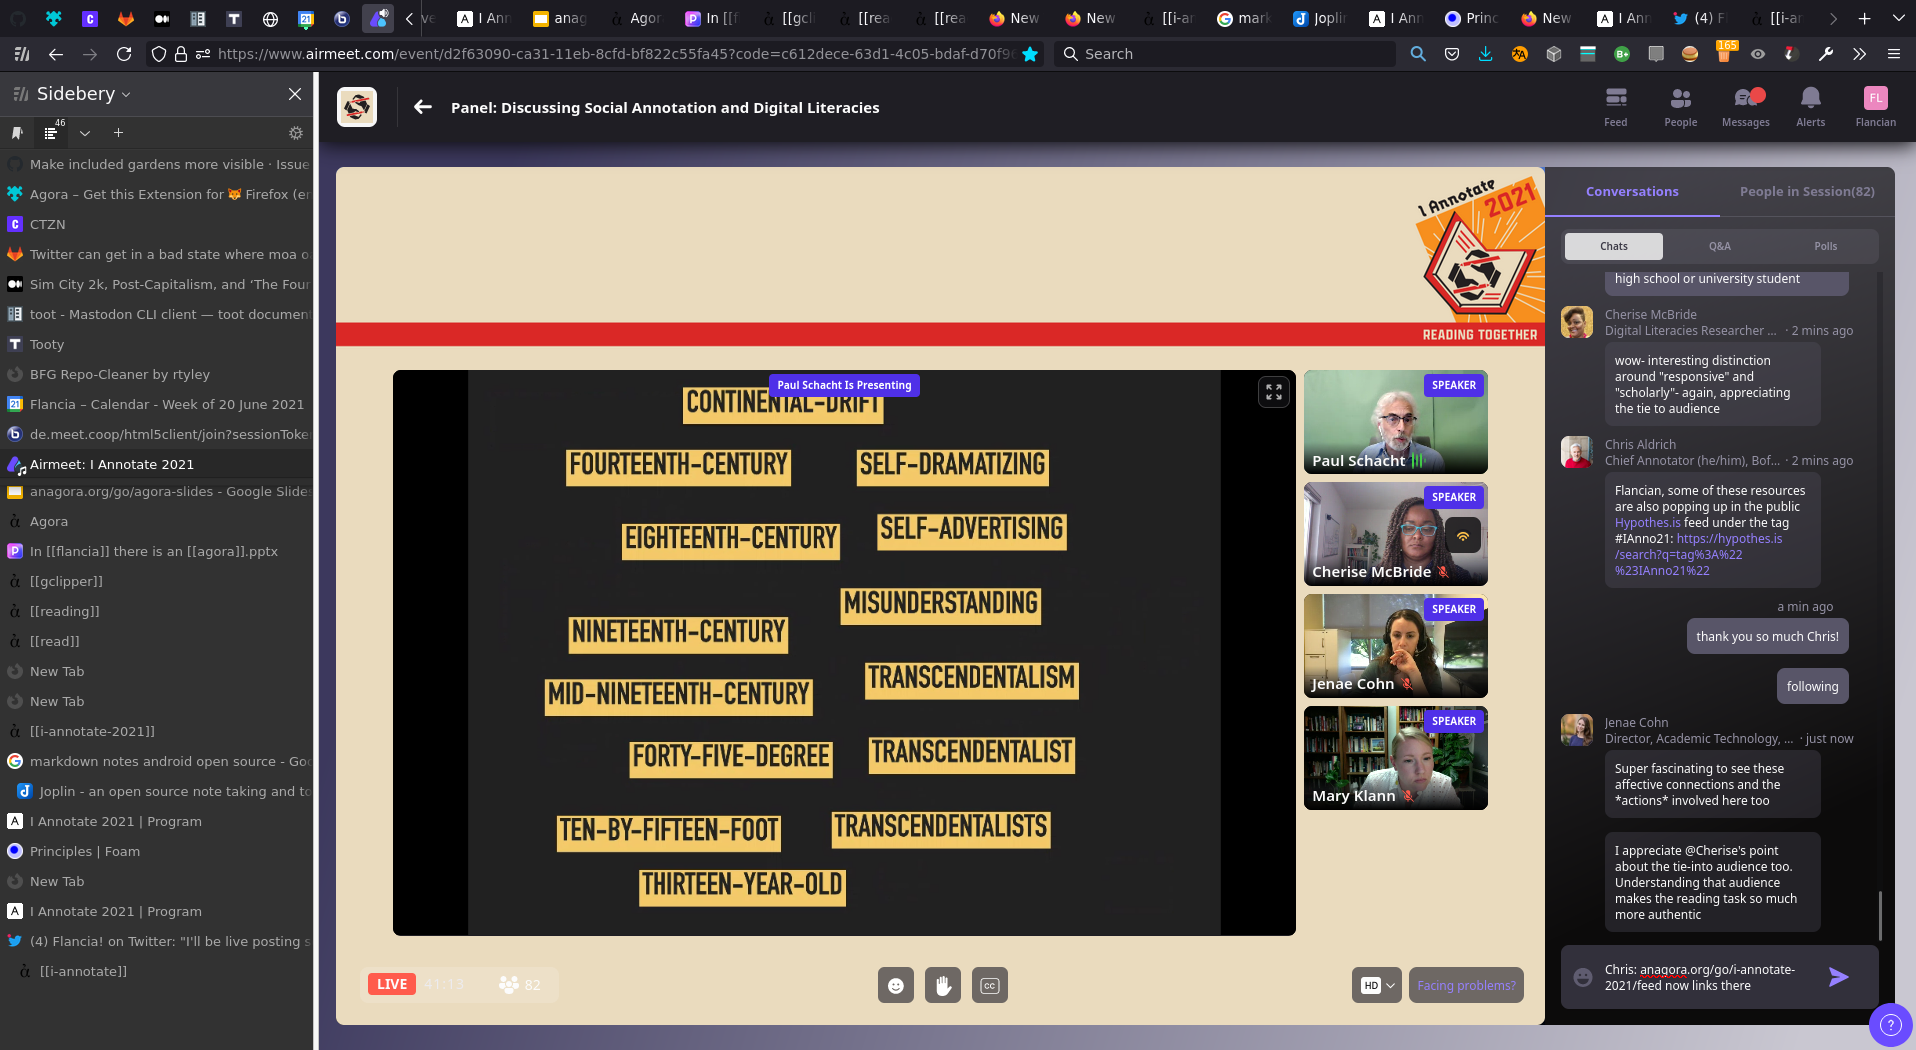 I Ann
anag
Agor
In [[f
[[gcli
[[rea
[[rea
New
New
[[i-an
mark
Joplin
I Ann
Princ
New
I Ann
(4) Fl
[[i-ar
https://www.airmeet.com/event/d2f63090-ca31-11eb-8cfd-bf822c55fa45?code=c612dece-63d1-4c05-bdaf-d70f9
Search
165
Sidebery
46
Make included gardens more visible · Issue
Agora – Get this Extension for 🦊 Firefox (en
CTZN
Twitter can get in a bad state where moa o
Sim City 2k, Post-Capitalism, and ‘The Four
toot - Mastodon CLI client — toot document
Tooty
BFG Repo-Cleaner by rtyley
Flancia – Calendar - Week of 20 June 2021
de.meet.coop/html5client/join?sessionToke
Airmeet: I Annotate 2021
anagora.org/go/agora-slides - Google Slides
Agora
In [[flancia]] there is an [[agora]].pptx
[[gclipper]]
[[reading]]
[[read]]
New Tab
New Tab
[[i-annotate-2021]]
markdown notes android open source - Goo
Joplin - an open source note taking and to
I Annotate 2021 | Program
Principles | Foam
New Tab
I Annotate 2021 | Program
(4) Flancia! on Twitter: "I'll be live posting s
[[i-annotate]]
Panel: Discussing Social Annotation and Digital Literacies
Feed
People
Messages
Alerts
FL
Flancian
I Annotate
2021
READING TOGETHER
Paul Schacht Is Presenting
CONTINENTAL-DRIFT
FOURTEENTH-CENTURY
SELF-DRAMATIZING
EIGHTEENTH-CENTURY
SELF-ADVERTISING
MISUNDERSTANDING
NINETEENTH-CENTURY
TRANSCENDENTALISM
MID-NINETEENTH-CENTURY
FORTY-FIVE-DEGREE
TRANSCENDENTALIST
TEN-BY-FIFTEEN-FOOT
TRANSCENDENTALISTS
THIRTEEN-YEAR-OLD
SPEAKER
Paul Schacht
SPEAKER
Cherise McBride
SPEAKER
Jenae Cohn
SPEAKER
Mary Klann
LIVE
41:13
82
CC
HD
Facing problems?
Conversations
People in Session(82)
Chats
Q&A
Polls
high school or university student
Cherise McBride
Digital Literacies Researcher ... · 2 mins ago
wow- interesting distinction
around "responsive" and
"scholarly"- again, appreciating
the tie to audience
Chris Aldrich
Chief Annotator (he/him), Bof... · 2 mins ago
Flancian, some of these resources
are also popping up in the public
Hypothes.is feed under the tag
#IAnno21: https://hypothes.is
/search?q=tag%3A%22
%23IAnno21%22
a min ago
thank you so much Chris!
following
Jenae Cohn
Director, Academic Technology, ... · just now
Super fascinating to see these
affective connections and the
*actions* involved here too
I appreciate @Cherise's point
about the tie-into audience too.
Understanding that audience
makes the reading task so much
more authentic
Chris: anagora.org/go/i-annotate-
2021/feed now links there
?